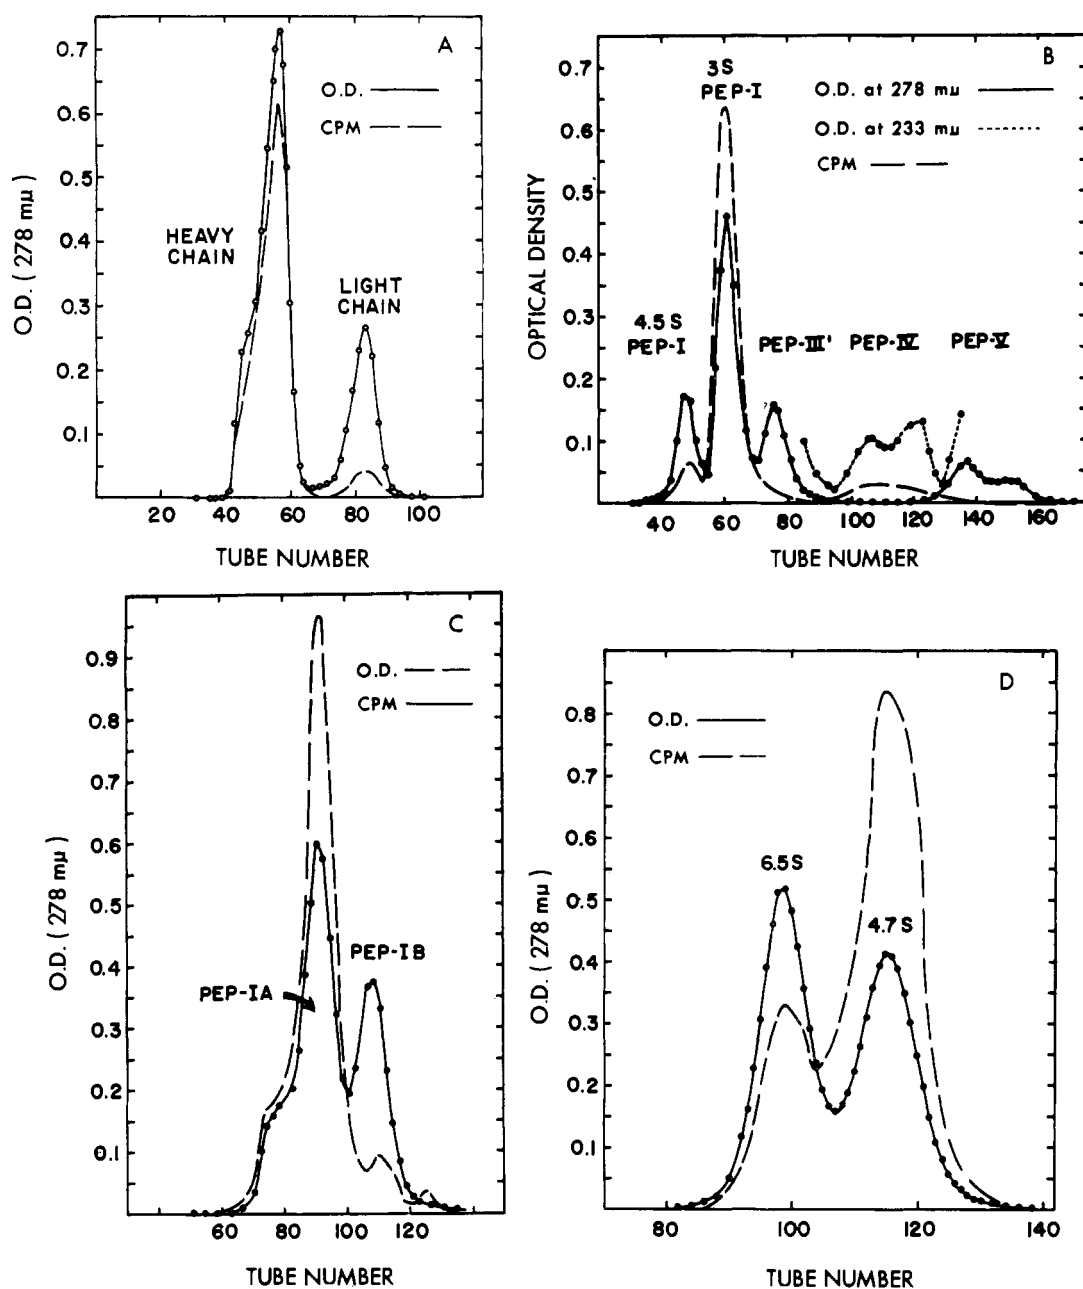 A
O.D.
CPM
HEAVY
CHAIN
LIGHT
CHAIN
0.7
0.6
0.5
0.4
0.3
0.2
0.1
O.D. ( 278 mμ )
20 40 60 80 100
TUBE NUMBER
B
3S
PEP-I
O.D. at 278 mμ
O.D. at 233 mμ
CPM
4.5 S
PEP-I
PEP-III'
PEP-IV
PEP-V
0.7
0.6
0.5
0.4
0.3
0.2
0.1
OPTICAL DENSITY
40 60 80 100 120 140 160
TUBE NUMBER
C
O.D.
CPM
PEP-IA
PEP-IB
0.9
0.8
0.7
0.6
0.5
0.4
0.3
0.2
0.1
O.D. ( 278 mμ )
60 80 100 120
TUBE NUMBER
D
O.D.
CPM
6.5 S
4.7 S
0.8
0.7
0.6
0.5
0.4
0.3
0.2
0.1
O.D. ( 278 mμ )
80 100 120 140
TUBE NUMBER